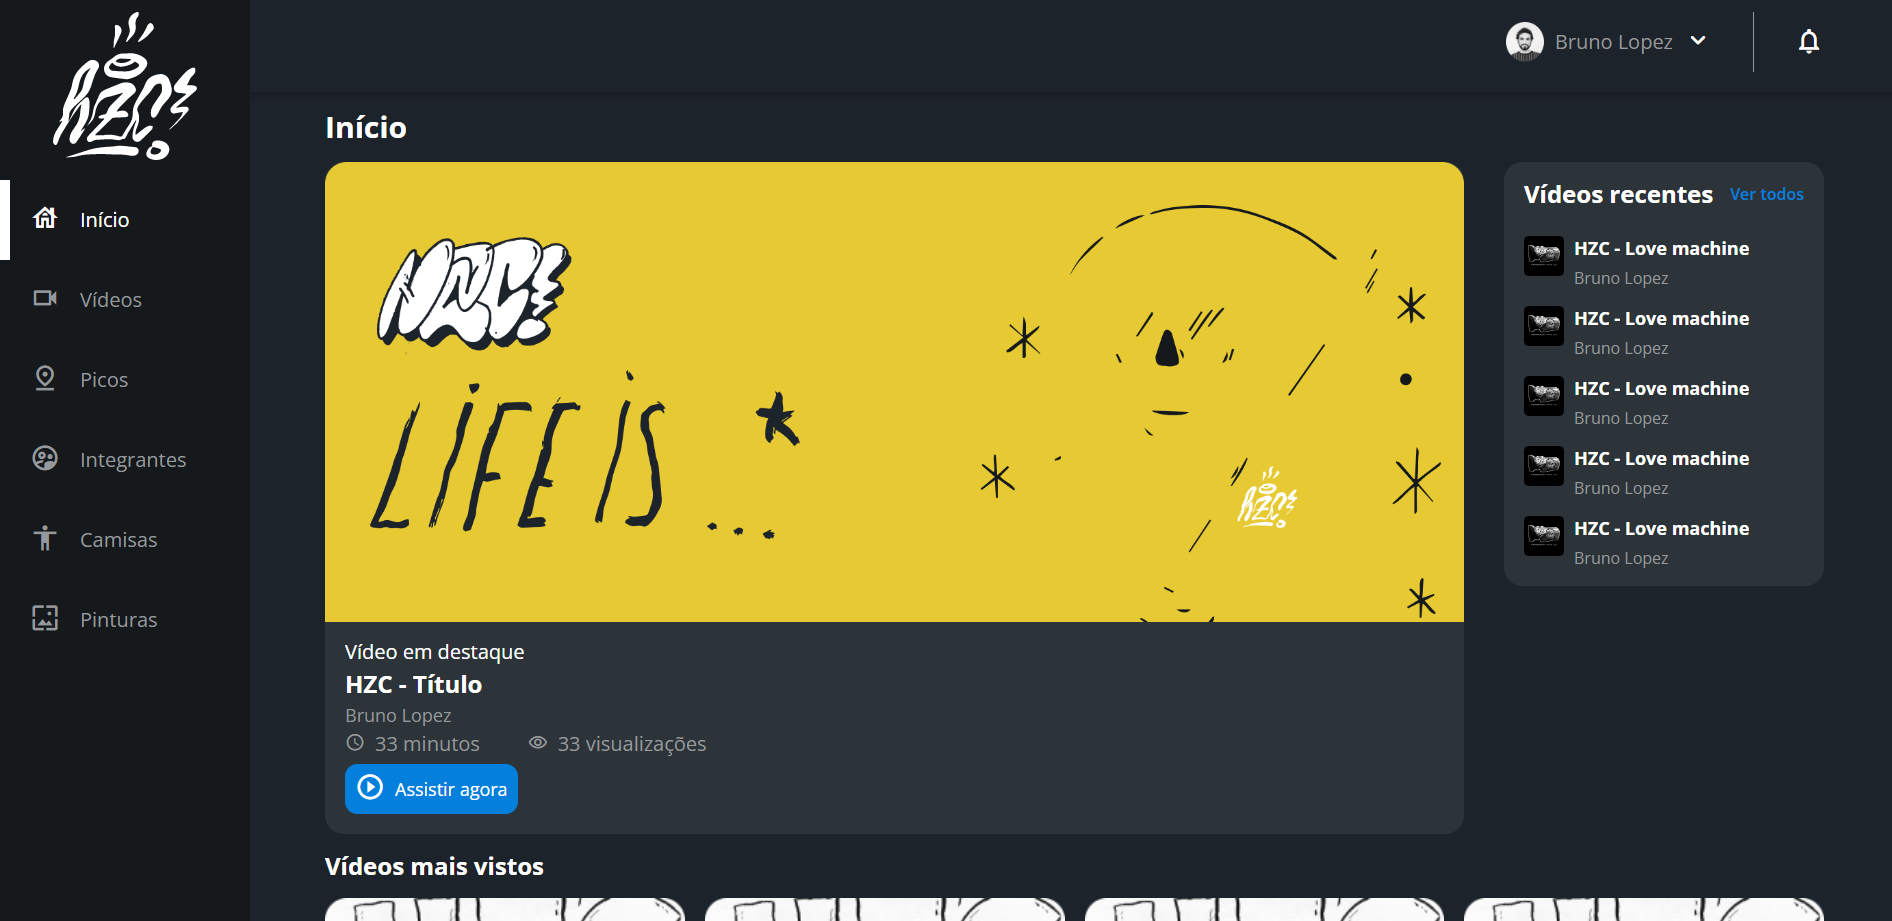 HZC!
Bruno Lopez
Início
Início
Vídeos
Picos
Integrantes
Camisas
Pinturas
HZC!
LIFE IS ...
HZC!
Vídeo em destaque
HZC - Título
Bruno Lopez
33 minutos
33 visualizações
Assistir agora
Vídeos recentes
Ver todos
HZC - Love machine
Bruno Lopez
HZC - Love machine
Bruno Lopez
HZC - Love machine
Bruno Lopez
HZC - Love machine
Bruno Lopez
HZC - Love machine
Bruno Lopez
Vídeos mais vistos